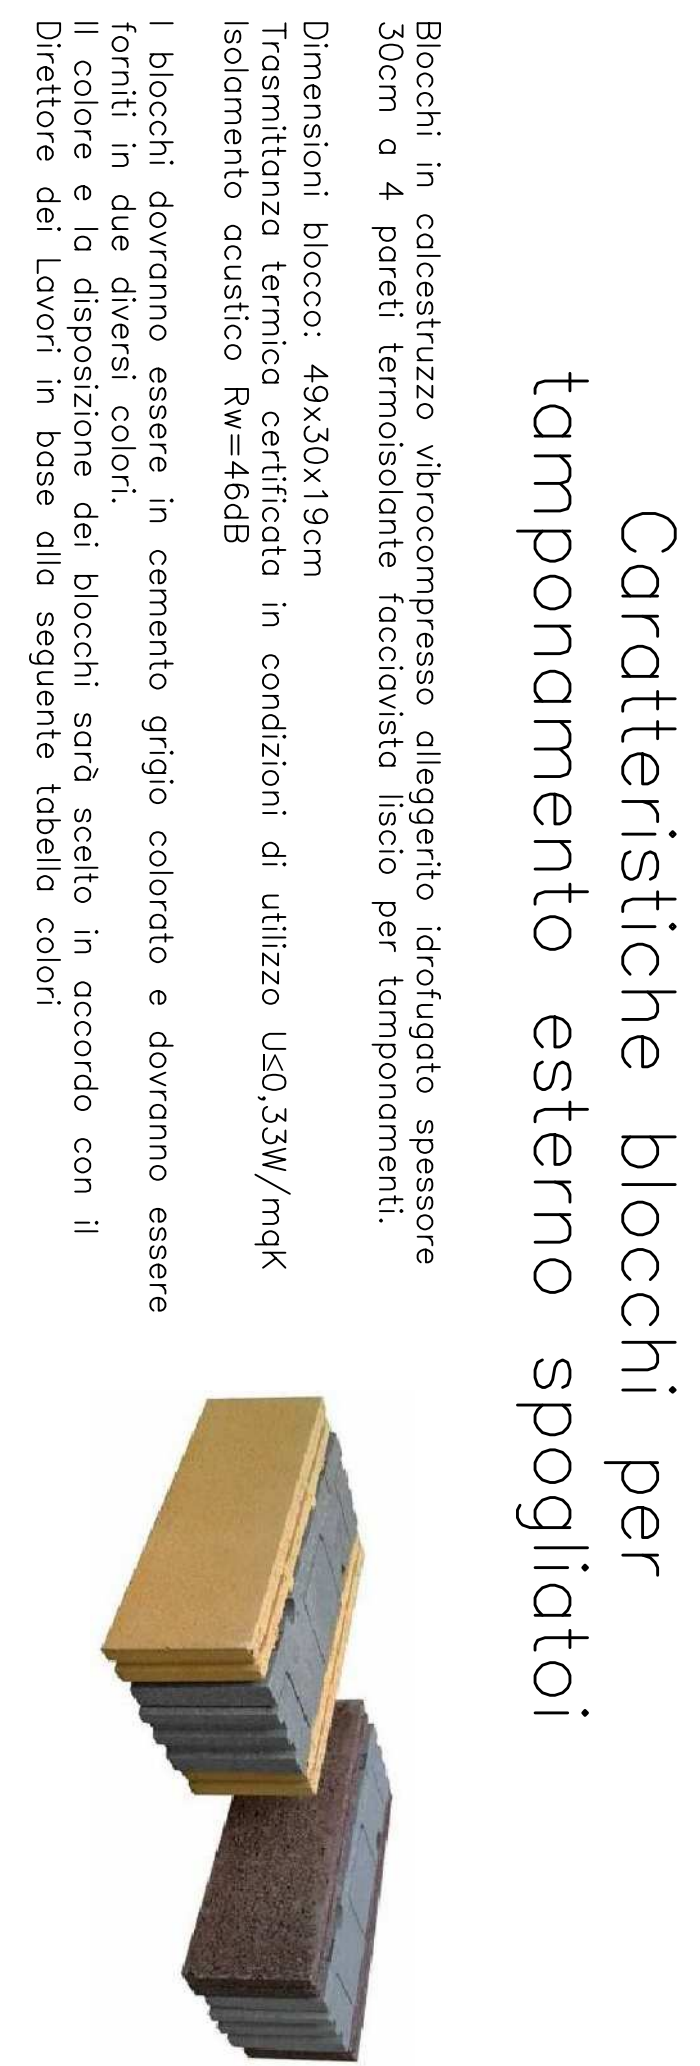 Caratteristiche blocchi per
tamponamento esterno spogliatoi
Blocchi in calcestruzzo vibrocompresso alleggerito idrofugato spessore
30cm a 4 pareti termoisolante facciavista liscio per tamponamenti.
Dimensioni blocco: 49x30x19cm
Trasmittanza termica certificata in condizioni di utilizzo U≤0,33W/mqK
Isolamento acustico Rw=46dB
I blocchi dovranno essere in cemento grigio colorato e dovranno essere
forniti in due diversi colori.
Il colore e la disposizione dei blocchi sarà scelto in accordo con il
Direttore dei Lavori in base alla seguente tabella colori